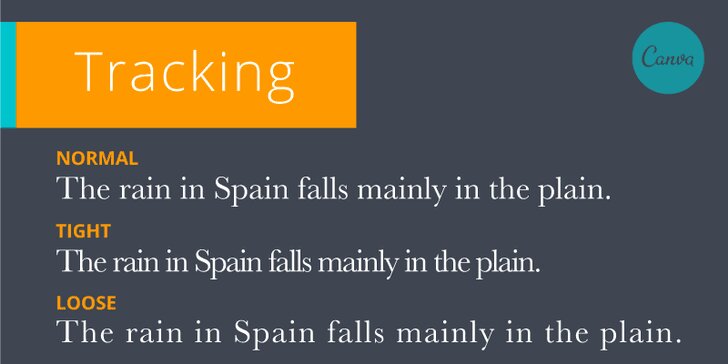 Tracking
Canva
NORMAL
The rain in Spain falls mainly in the plain.
TIGHT
The rain in Spain falls mainly in the plain.
LOOSE
The rain in Spain falls mainly in the plain.